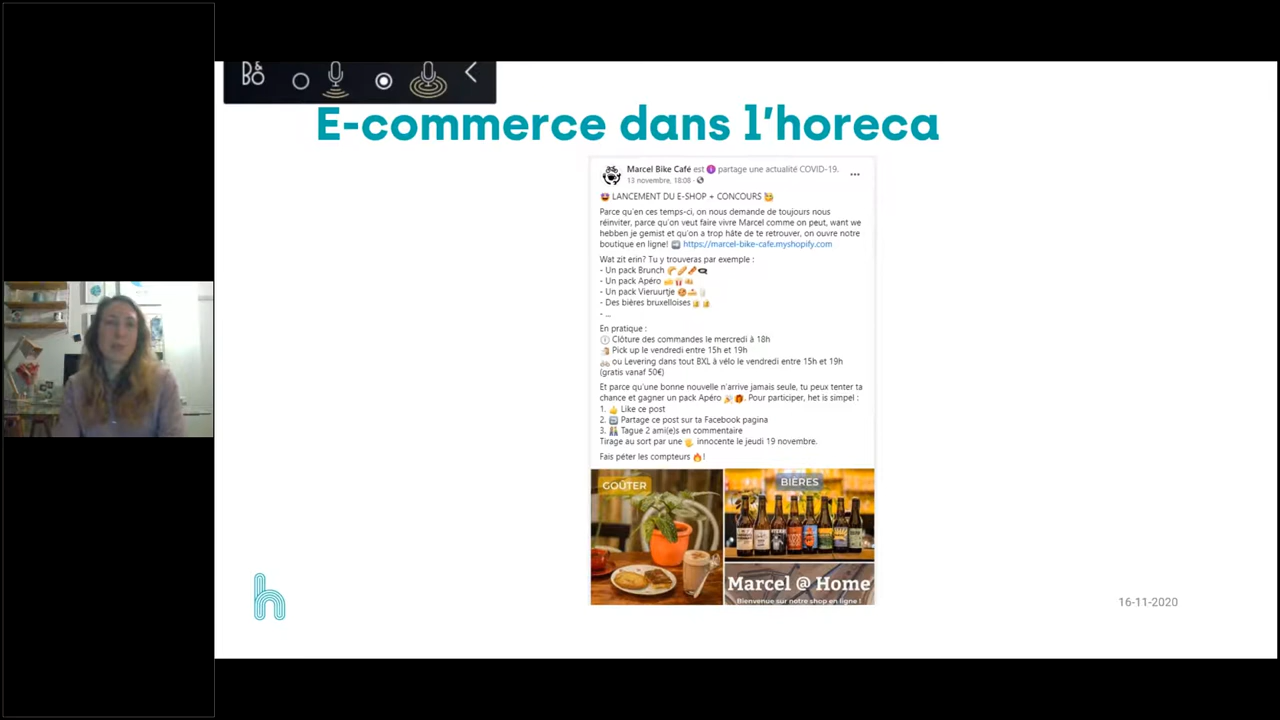 B&BO
E-commerce dans l'horeca
Marcel Bike Café est partage une actualité COVID-19.
13 novembre, 18:08
LANCEMENT DU E-SHOP + CONCOURS
Parce qu'en ces temps-ci, on nous demande de toujours nous
réinviter, parce qu'on veut faire vivre Marcel comme on peut, want we
hebben je gemist et qu'on a trop hâte de te retrouver, on ouvre notre
boutique en ligne! https://marcel-bike-cafe.myshopify.com
Wat zit erin? Tu y trouveras par exemple :
- Un pack Brunch
- Un pack Apéro
- Un pack Vieruurtje
- Des bières bruxelloises
- ...
En pratique :
Clôture des commandes le mercredi à 18h
Pick up le vendredi entre 15h et 19h
ou Levering dans tout BXL à vélo le vendredi entre 15h et 19h
(gratis vanaf 50€)
Et parce qu'une bonne nouvelle n'arrive jamais seule, tu peux tenter ta
chance et gagner un pack Apéro . Pour participer, het is simpel :
1. Like ce post
2. Partage ce post sur ta Facebook pagina
3. Tague 2 ami(e)s en commentaire
Tirage au sort par une innocente le jeudi 19 novembre.
Fais péter les compteurs !
GOÛTER
BIÈRES
Marcel @ Home
Bienvenue sur notre shop en ligne !
h
16-11-2020